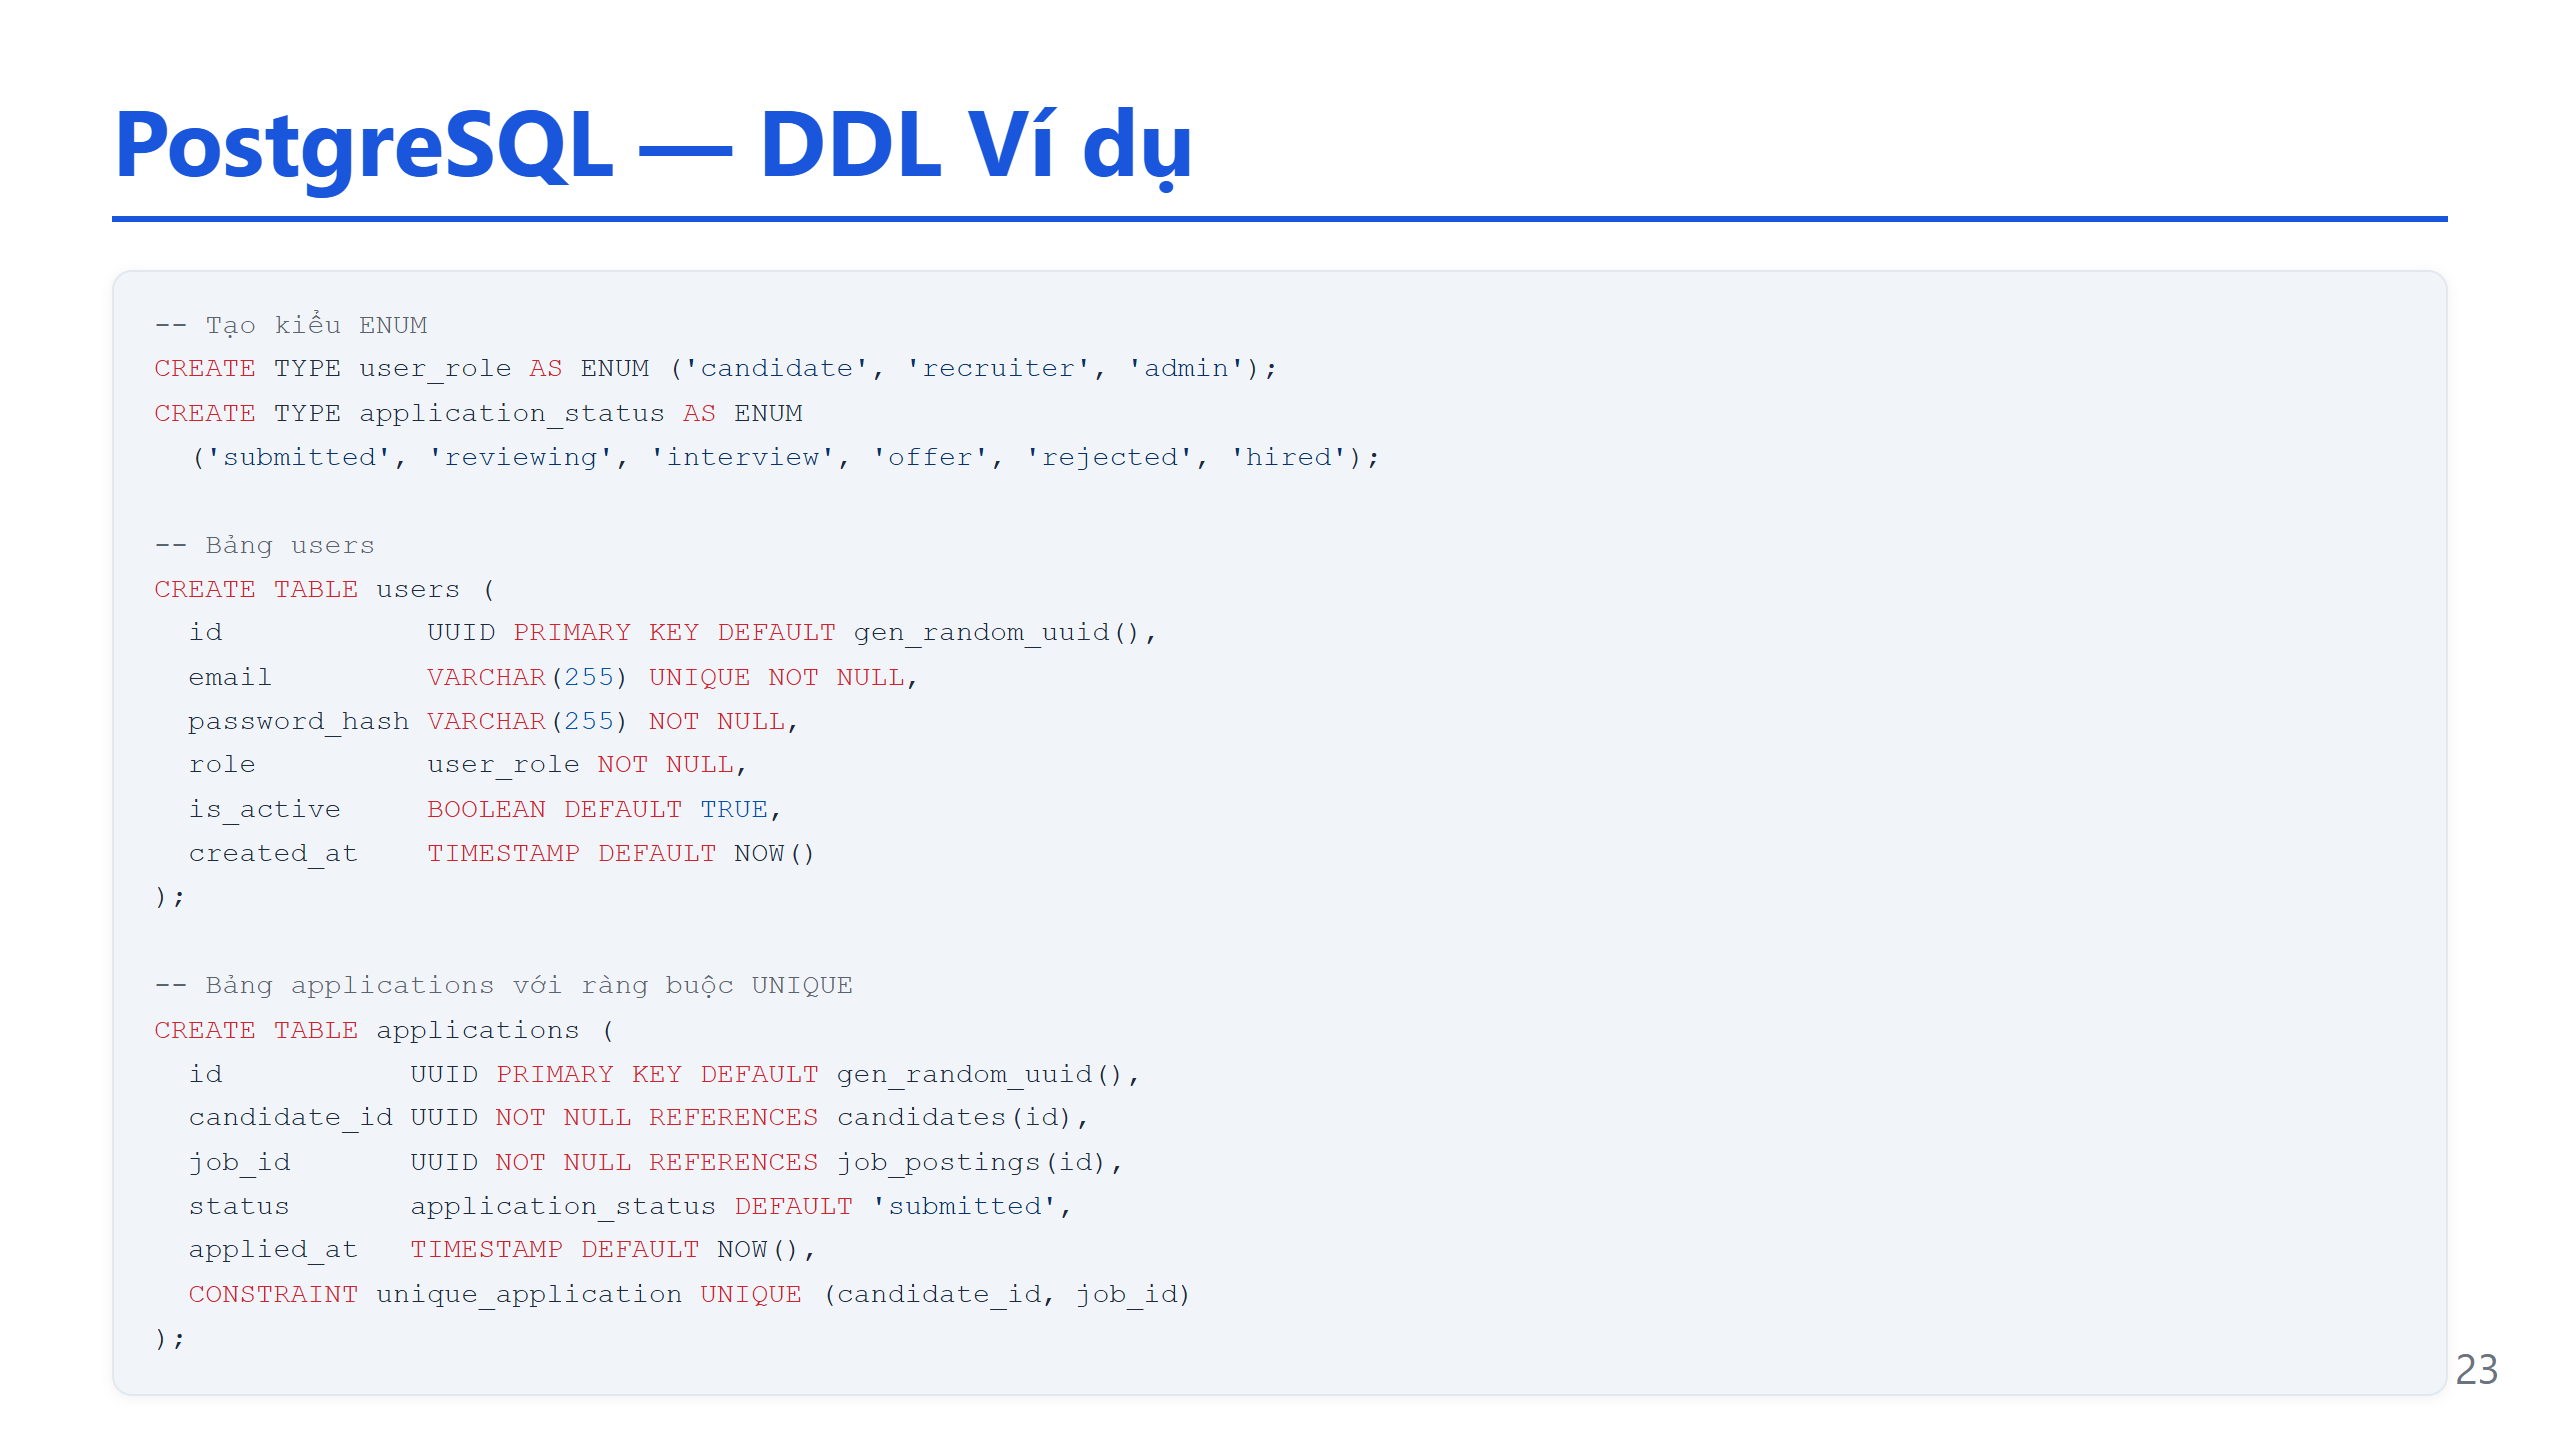 PostgreSQL — DDL Ví dụ
-- Tạo kiểu ENUM
CREATE TYPE user_role AS ENUM ('candidate', 'recruiter', 'admin');
CREATE TYPE application_status AS ENUM
  ('submitted', 'reviewing', 'interview', 'offer', 'rejected', 'hired');
-- Bảng users
CREATE TABLE users (
  id            UUID PRIMARY KEY DEFAULT gen_random_uuid(),
  email         VARCHAR(255) UNIQUE NOT NULL,
  password_hash VARCHAR(255) NOT NULL,
  role          user_role NOT NULL,
  is_active     BOOLEAN DEFAULT TRUE,
  created_at    TIMESTAMP DEFAULT NOW()
);
-- Bảng applications với ràng buộc UNIQUE
CREATE TABLE applications (
  id           UUID PRIMARY KEY DEFAULT gen_random_uuid(),
  candidate_id UUID NOT NULL REFERENCES candidates(id),
  job_id       UUID NOT NULL REFERENCES job_postings(id),
  status       application_status DEFAULT 'submitted',
  applied_at   TIMESTAMP DEFAULT NOW(),
  CONSTRAINT unique_application UNIQUE (candidate_id, job_id)
);
23